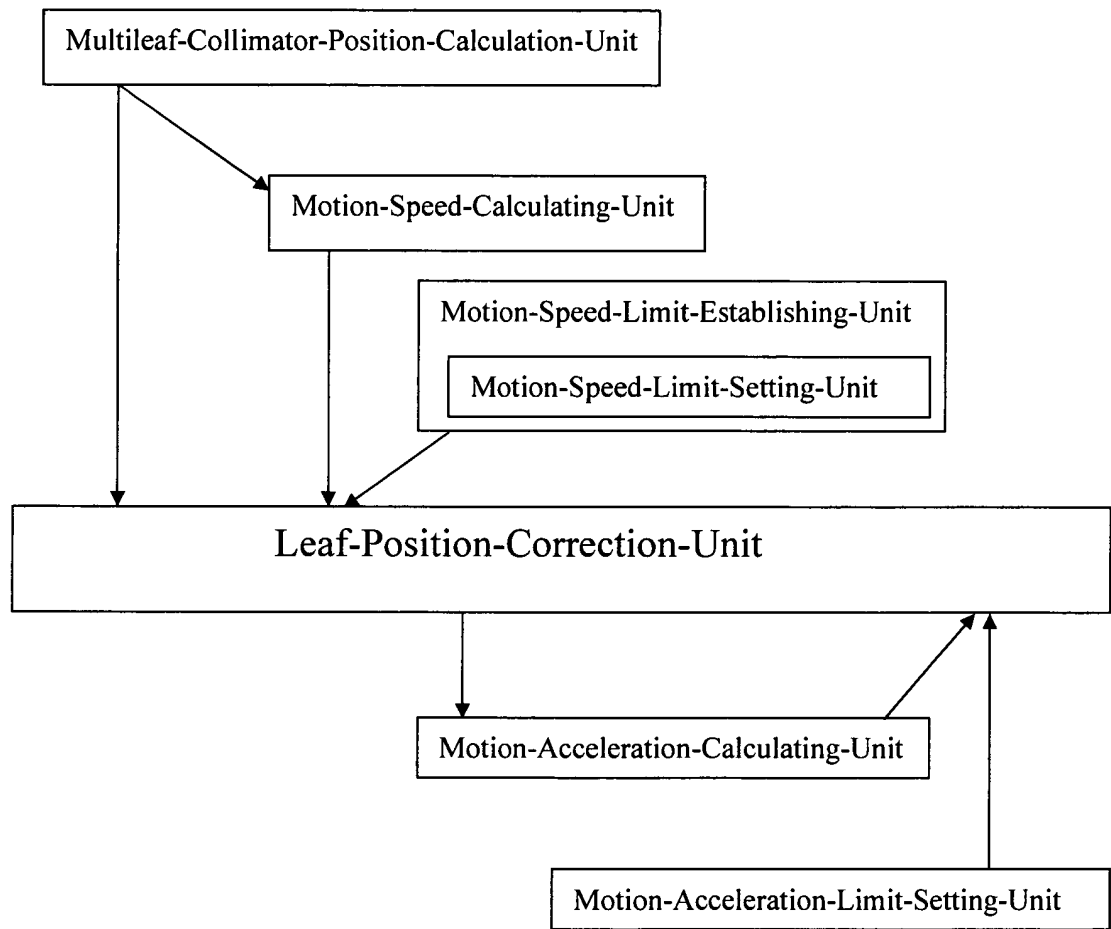 Multileaf-Collimator-Position-Calculation-Unit
Motion-Speed-Calculating-Unit
Motion-Speed-Limit-Establishing-Unit
Motion-Speed-Limit-Setting-Unit
Leaf-Position-Correction-Unit
Motion-Acceleration-Calculating-Unit
Motion-Acceleration-Limit-Setting-Unit